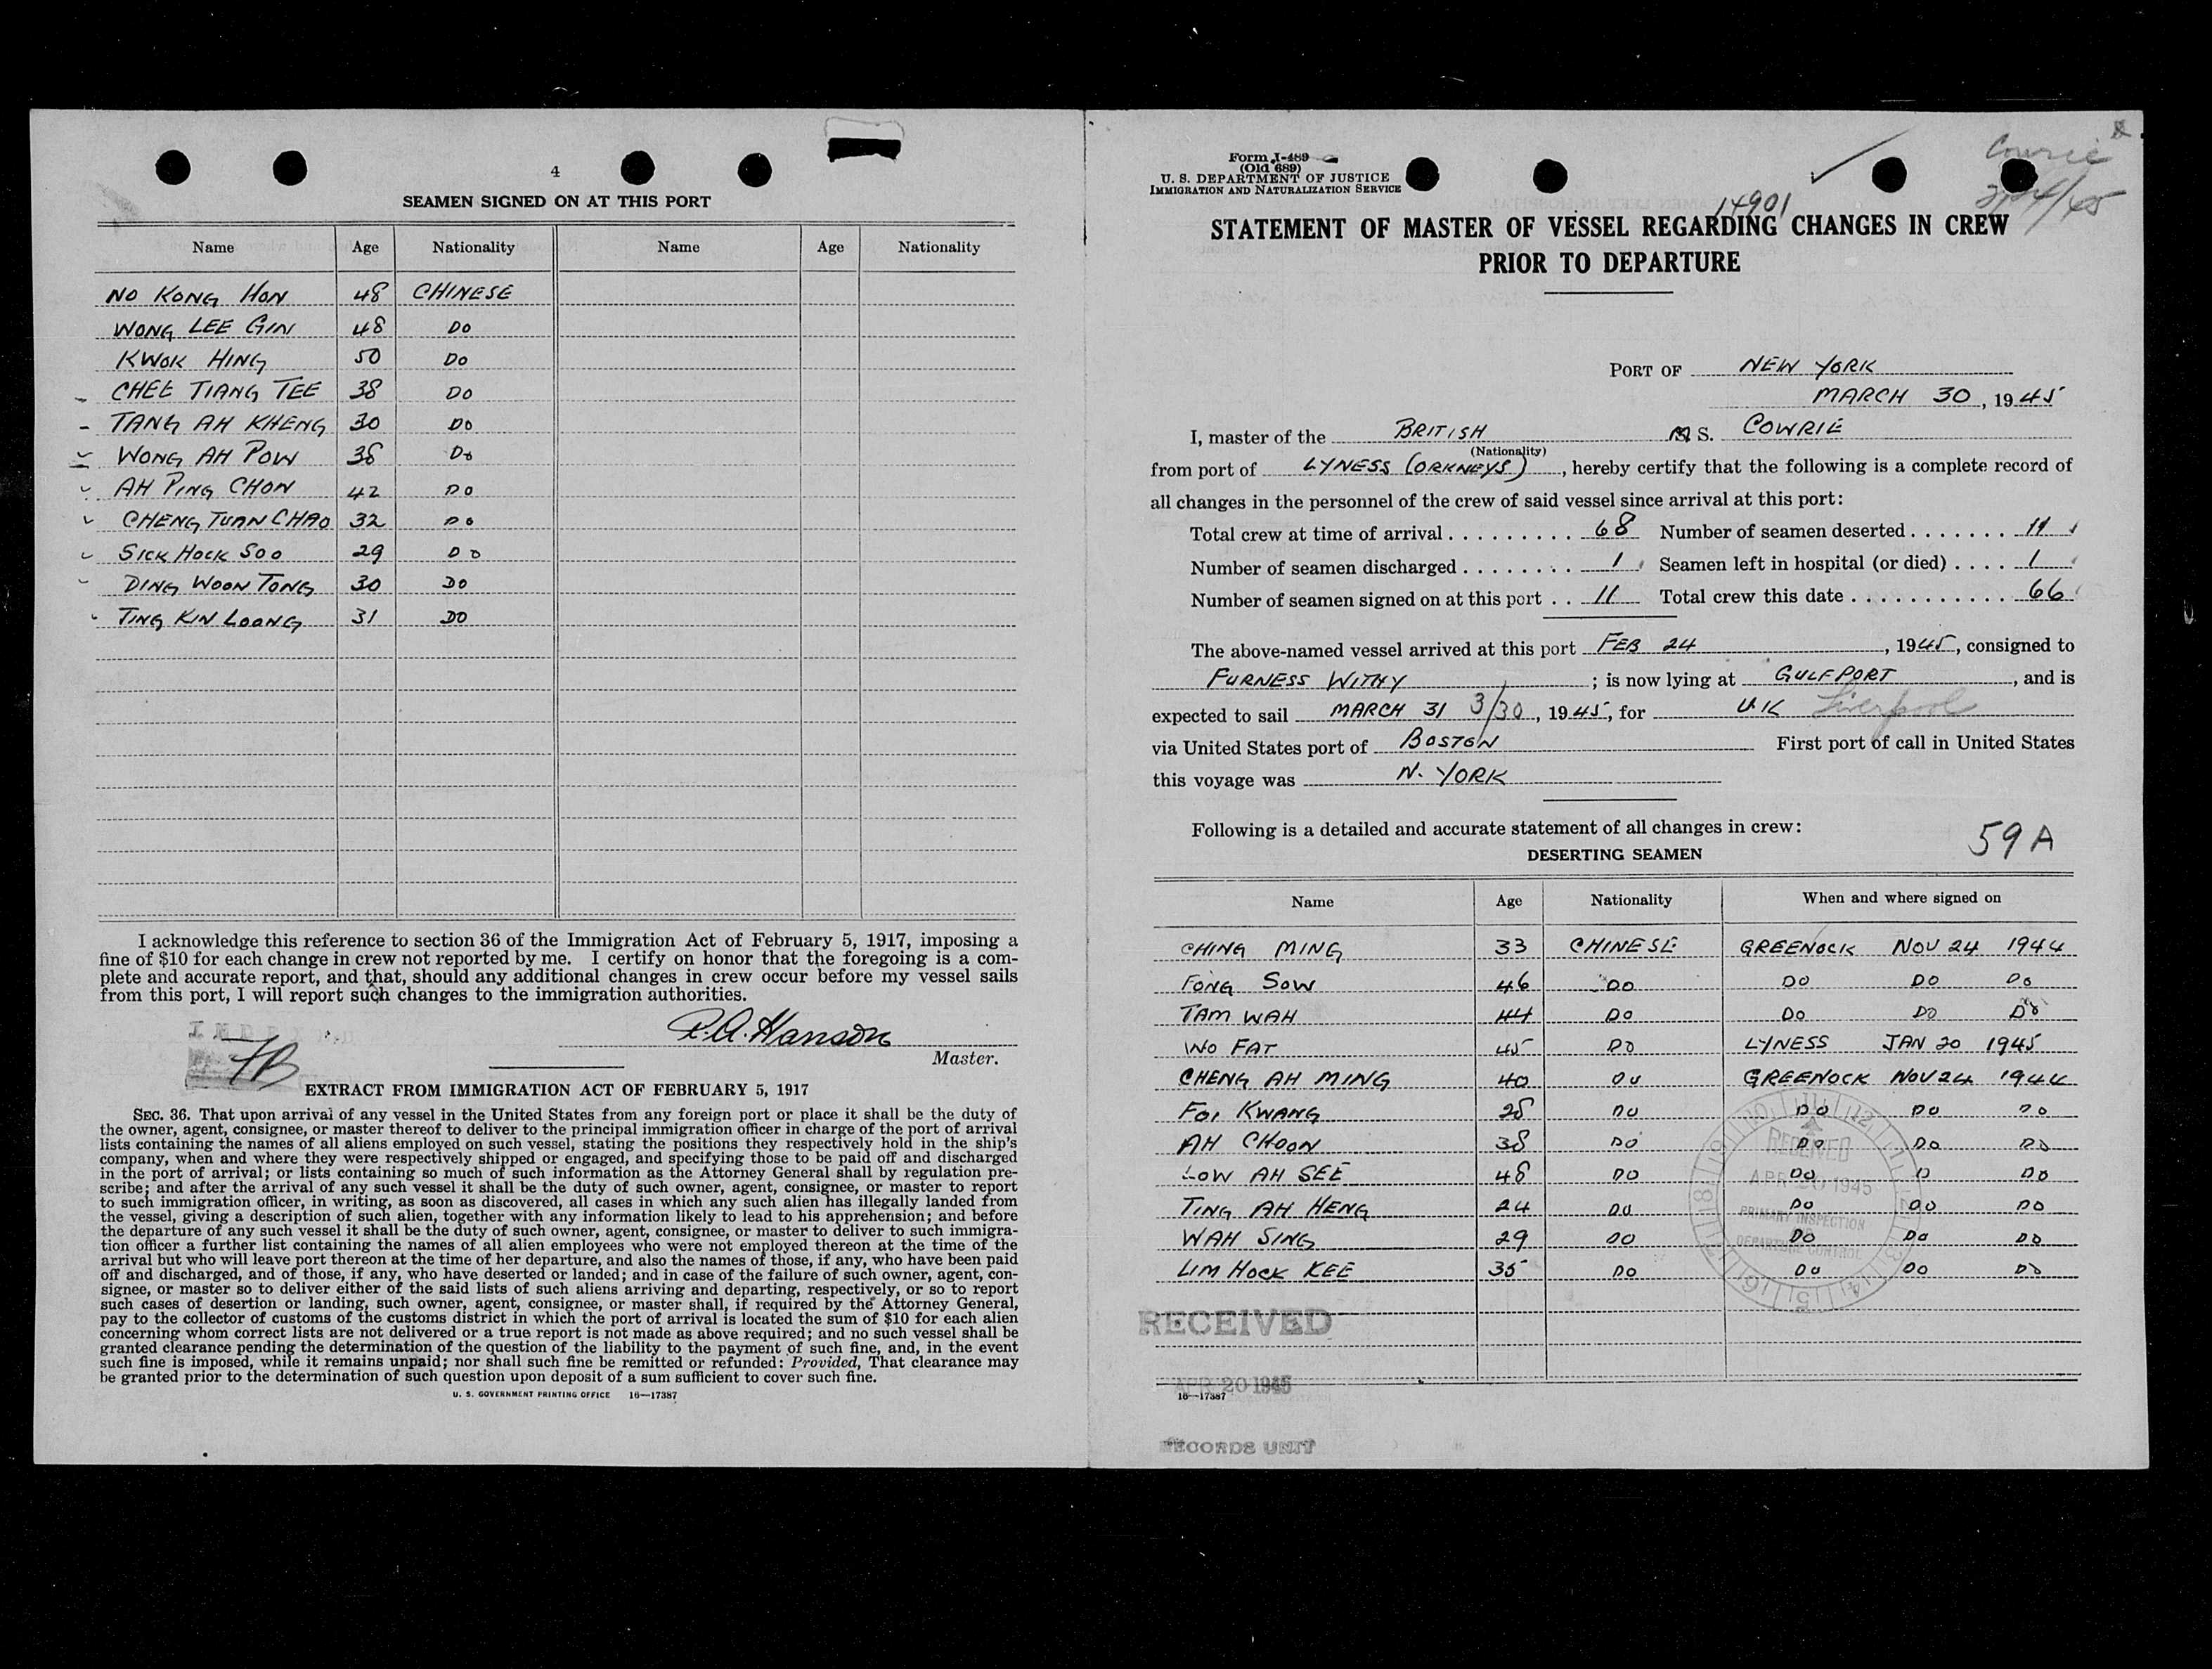 4
SEAMEN SIGNED ON AT THIS PORT
Name Age Nationality Name Age Nationality
NO KONG HON 48 CHINESE
WONG LEE GIN 48 DO
KWOK HING 50 DO
CHEE TIANG TEE 38 DO
TANG AH KHENG 30 DO
WONG AH POW 38 DO
AH PING CHON 42 DO
CHENG TUAN CHAO 32 DO
SICK HOCK SOO 29 DO
DING WOON TONG 30 DO
TING KIN LOONG 31 DO
I acknowledge this reference to section 36 of the Immigration Act of February 5, 1917, imposing a
fine of $10 for each change in crew not reported by me. I certify on honor that the foregoing is a com-
plete and accurate report, and that, should any additional changes in crew occur before my vessel sails
from this port, I will report such changes to the immigration authorities.
P.A. Hanson
Master.
EXTRACT FROM IMMIGRATION ACT OF FEBRUARY 5, 1917
SEC. 36. That upon arrival of any vessel in the United States from any foreign port or place it shall be the duty of
the owner, agent, consignee, or master thereof to deliver to the principal immigration officer in charge of the port of arrival
lists containing the names of all aliens employed on such vessel, stating the positions they respectively hold in the ship's
company, when and where they were respectively shipped or engaged, and specifying those to be paid off and discharged
in the port of arrival; or lists containing so much of such information as the Attorney General shall by regulation pre-
scribe; and after the arrival of any such vessel it shall be the duty of such owner, agent, consignee, or master to report
to such immigration officer, in writing, as soon as discovered, all cases in which any such alien has illegally landed from
the vessel, giving a description of such alien, together with any information likely to lead to his apprehension; and before
the departure of any such vessel it shall be the duty of such owner, agent, consignee, or master to deliver to such immigra-
tion officer a further list containing the names of all alien employees who were not employed thereon at the time of the
arrival but who will leave port thereon at the time of her departure, and also the names of those, if any, who have been paid
off and discharged, and of those, if any, who have deserted or landed; and in case of the failure of such owner, agent, con-
signee, or master so to deliver either of the said lists of such aliens arriving and departing, respectively, or so to report
such cases of desertion or landing, such owner, agent, consignee, or master shall, if required by the Attorney General,
pay to the collector of customs of the customs district in which the port of arrival is located the sum of $10 for each alien
concerning whom correct lists are not delivered or a true report is not made as above required; and no such vessel shall be
granted clearance pending the determination of the question of the liability to the payment of such fine, and, in the event
such fine is imposed, while it remains unpaid; nor shall such fine be remitted or refunded: Provided, That clearance may
be granted prior to the determination of such question upon deposit of a sum sufficient to cover such fine.
U. S. GOVERNMENT PRINTING OFFICE 16—17387
Form I-489
(Old 689)
U. S. DEPARTMENT OF JUSTICE
IMMIGRATION AND NATURALIZATION SERVICE
Cowrie
14901
STATEMENT OF MASTER OF VESSEL REGARDING CHANGES IN CREW
PRIOR TO DEPARTURE
PORT OF NEW YORK
MARCH 30, 1945
I, master of the BRITISH M S. COWRIE
(Nationality)
from port of LYNESS (ORKNEYS), hereby certify that the following is a complete record of
all changes in the personnel of the crew of said vessel since arrival at this port:
Total crew at time of arrival 68 Number of seamen deserted 11
Number of seamen discharged 1 Seamen left in hospital (or died) 1
Number of seamen signed on at this port 11 Total crew this date 66
The above-named vessel arrived at this port FEB 24, 1945, consigned to
FURNESS WITHY; is now lying at GULFPORT, and is
expected to sail MARCH 31 3/30, 1945, for U.K Liverpool
via United States port of BOSTON First port of call in United States
this voyage was N. YORK
Following is a detailed and accurate statement of all changes in crew:
59 A
DESERTING SEAMEN
Name Age Nationality When and where signed on
CHING MING 33 CHINESE GREENOCK NOV 24 1944
FONG SOW 46 DO DO DO DO
TAM WAH 44 DO DO DO DO
WO FAT 45 DO LYNESS JAN 20 1945
CHENG AH MING 40 DO GREENOCK NOV 24 1944
FOI KWANG 28 DO DO DO DO
AH CHOON 38 DO DO DO DO
LOW AH SEE 48 DO DO D DO
TING AH HENG 24 DO DO DO DO
WAH SING 29 DO DO DO DO
LIM HOCK KEE 35 DO DO DO DO
RECEIVED
APR 20 1945
PRIMARY INSPECTION
DEPARTURE CONTROL
RECEIVED
APR 20 1945
16—17387
RECORDS UNIT